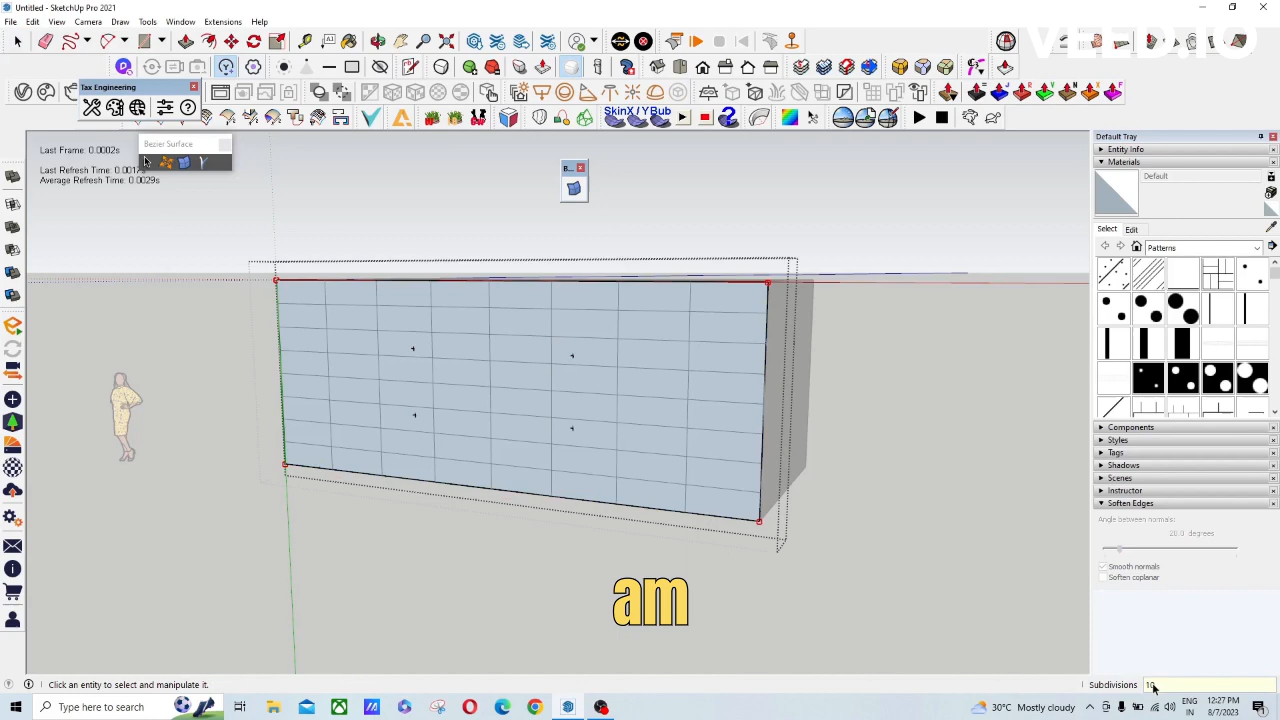 Untitled - SketchUp Pro 2021
File Edit View Camera Draw Tools Window Extensions Help
VEED.IO
Tax Engineering
SkinX/YBub
Bezier Surface
Last Frame: 0.0002s
Last Refresh Time: 0.0017s
Average Refresh Time: 0.0029s
B...
Default Tray
Entity Info
Materials
Default
Select Edit
Patterns
Components
Styles
Tags
Shadows
Scenes
Instructor
Soften Edges
Angle between normals:
20.0 degrees
Smooth normals
Soften coplanar
am
Click an entity to select and manipulate it.
Subdivisions 10
Type here to search
30°C Mostly cloudy
ENG
IN
12:27 PM
8/7/2023